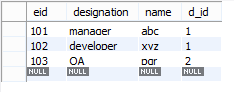 eid designation name d_id
101 manager abc 1
102 developer xvz 1
103 OA pqr 2
NULL NULL NULL NULL